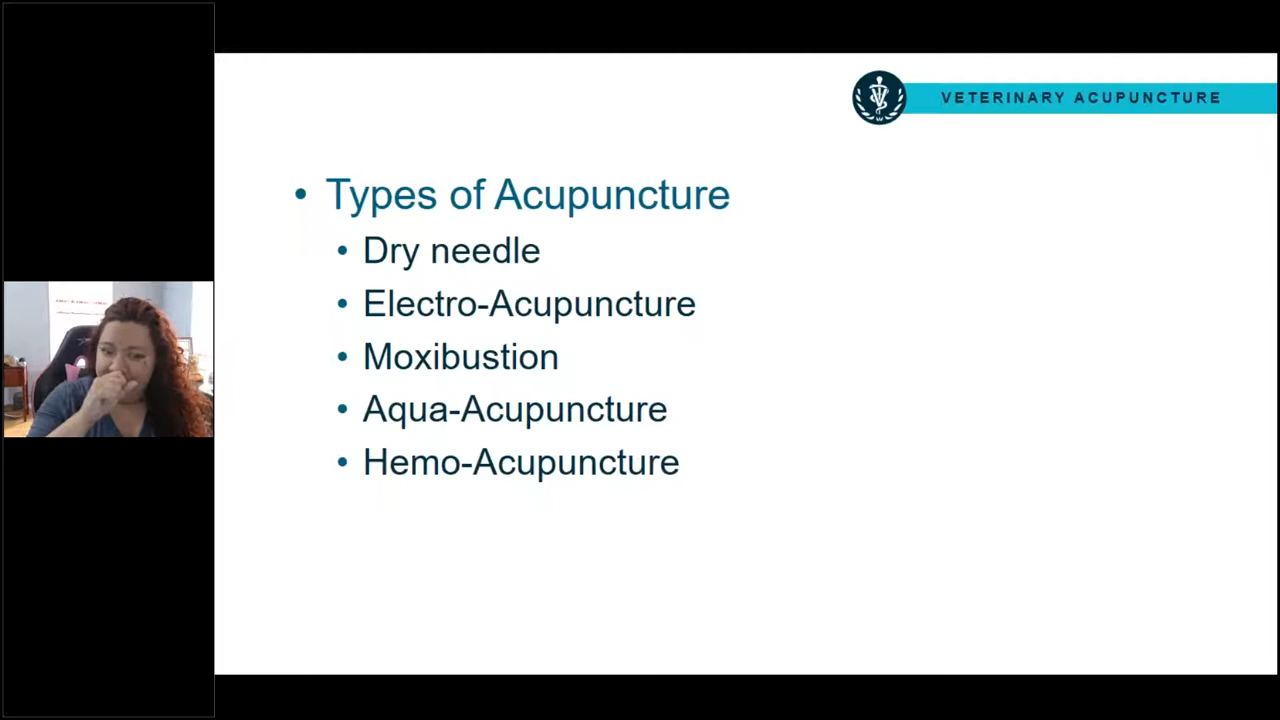 VETERINARY ACUPUNCTURE
• Types of Acupuncture
• Dry needle
• Electro-Acupuncture
• Moxibustion
• Aqua-Acupuncture
• Hemo-Acupuncture